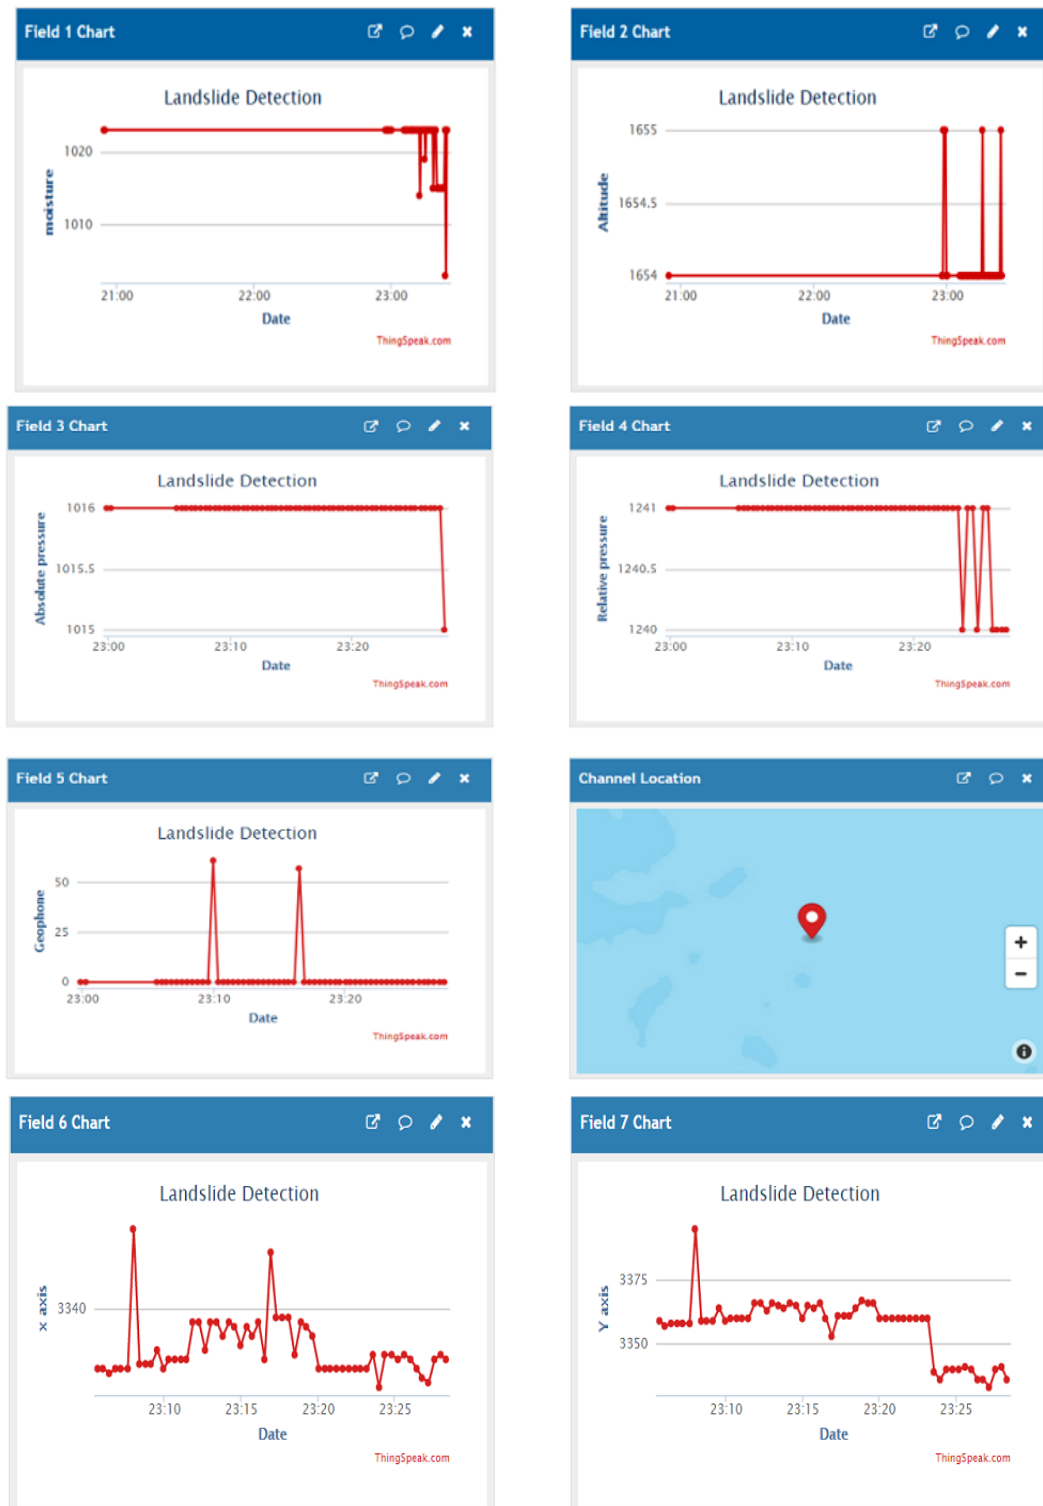 Field 1 Chart
Landslide Detection
moisture
1020
1010
21:00 22:00 23:00
Date
ThingSpeak.com
Field 2 Chart
Landslide Detection
Altitude
1655
1654.5
1654
21:00 22:00 23:00
Date
ThingSpeak.com
Field 3 Chart
Landslide Detection
Absolute pressure
1016
1015.5
1015
23:00 23:10 23:20
Date
ThingSpeak.com
Field 4 Chart
Landslide Detection
Relative pressure
1241
1240.5
1240
23:00 23:10 23:20
Date
ThingSpeak.com
Field 5 Chart
Landslide Detection
Geophone
50
25
0
23:00 23:10 23:20
Date
ThingSpeak.com
Channel Location
+
−
i
Field 6 Chart
Landslide Detection
x axis
3340
23:10 23:15 23:20 23:25
Date
ThingSpeak.com
Field 7 Chart
Landslide Detection
Y axis
3375
3350
23:10 23:15 23:20 23:25
Date
ThingSpeak.com